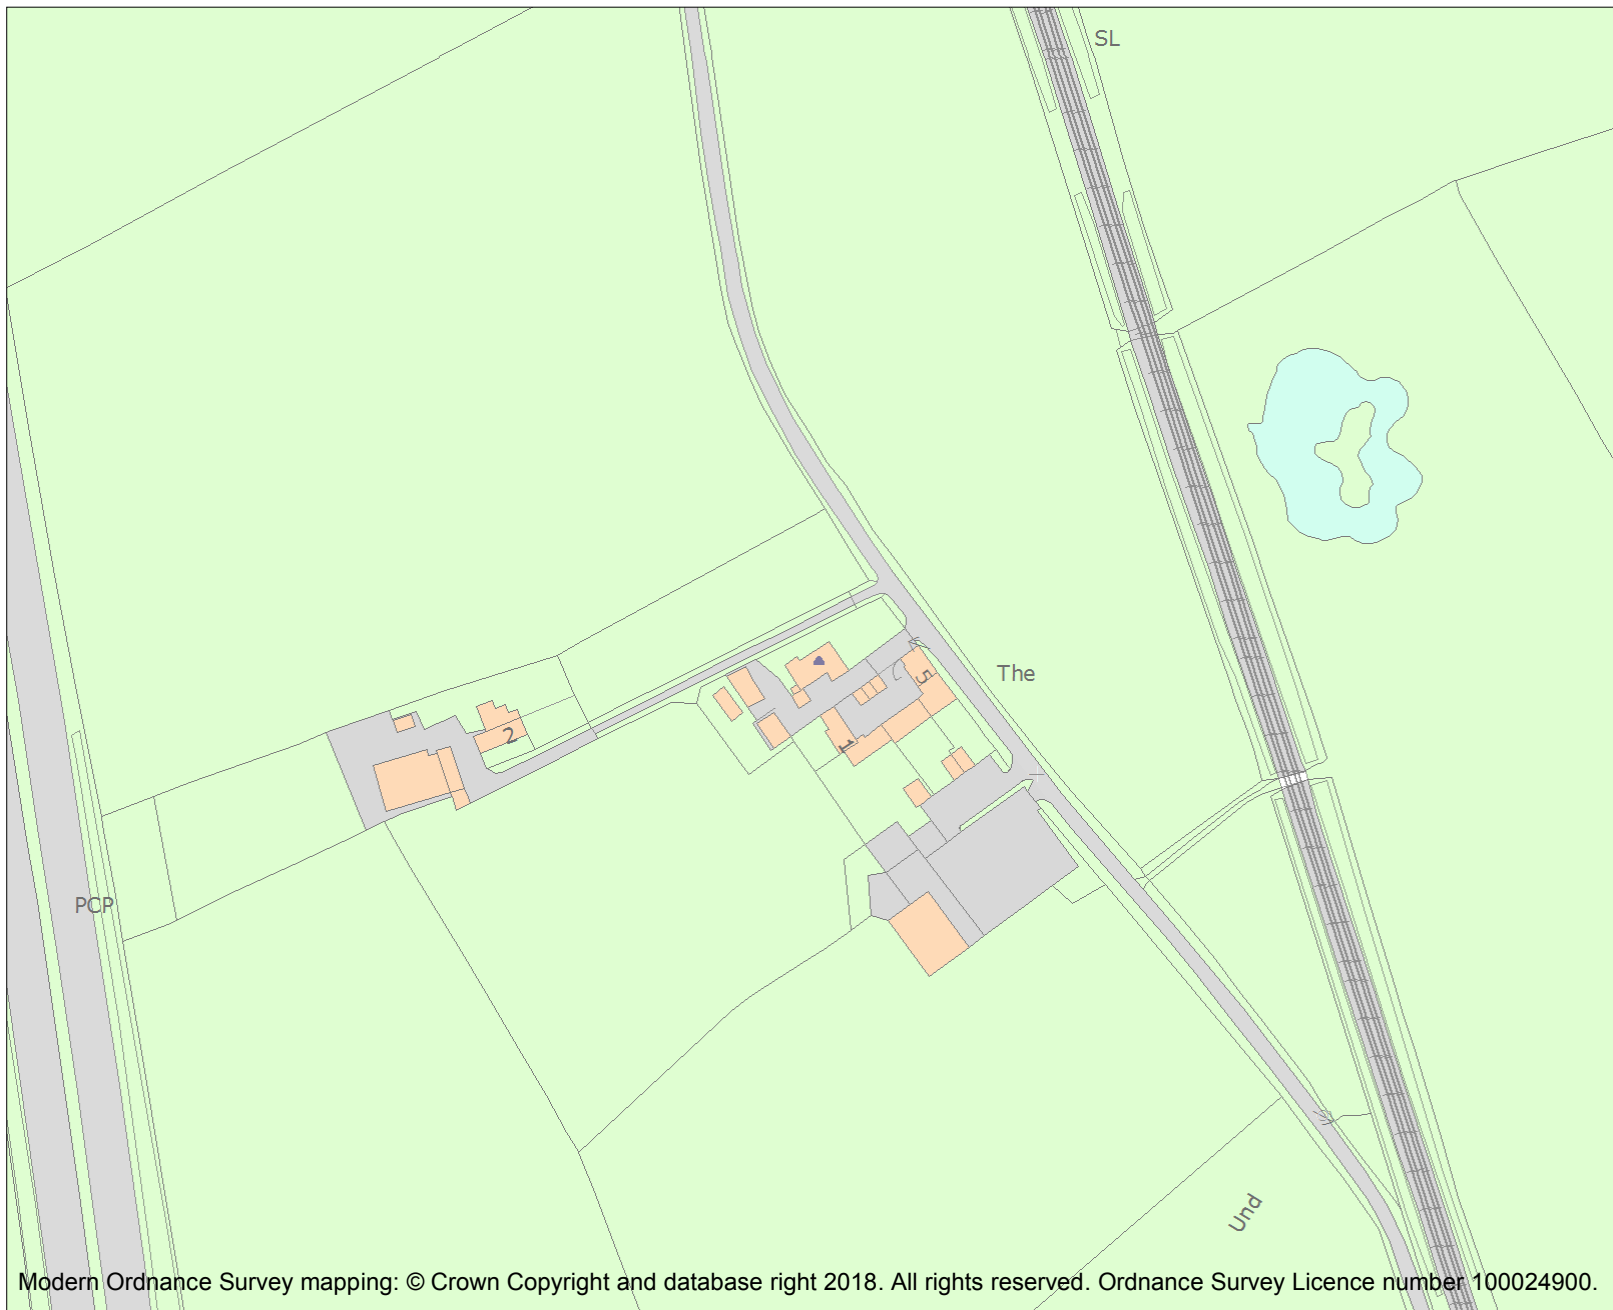 SL
The
5
2
1
PCP
Und
Modern Ordnance Survey mapping: © Crown Copyright and database right 2018. All rights reserved. Ordnance Survey Licence number 100024900.